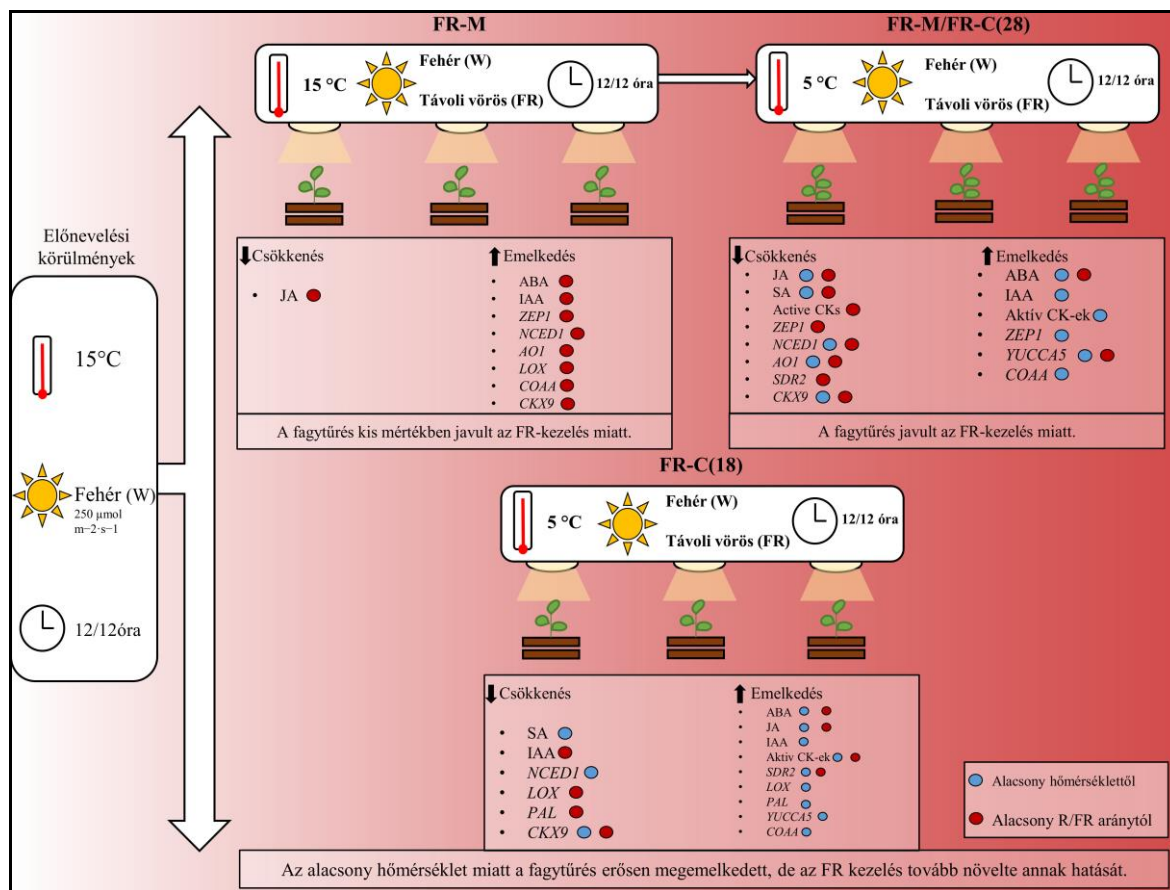 FR-M
15 °C
Fehér (W)
Távoli vörös (FR)
12/12 óra
FR-M/FR-C(28)
5 °C
Fehér (W)
Távoli vörös (FR)
12/12 óra
Előnevelési
körülmények
15°C
Fehér (W)
250 µmol
m−2·s−1
12/12óra
Csökkenés
• JA
Emelkedés
• ABA
• IAA
• ZEP1
• NCED1
• AO1
• LOX
• COAA
• CKX9
A fagytűrés kis mértékben javult az FR-kezelés miatt.
Csökkenés
• JA
• SA
• Active CKs
• ZEP1
• NCED1
• AO1
• SDR2
• CKX9
Emelkedés
• ABA
• IAA
• Aktív CK-ek
• ZEP1
• YUCCA5
• COAA
A fagytűrés javult az FR-kezelés miatt.
FR-C(18)
5 °C
Fehér (W)
Távoli vörös (FR)
12/12 óra
Csökkenés
• SA
• IAA
• NCED1
• LOX
• PAL
• CKX9
Emelkedés
• ABA
• JA
• IAA
• Aktiv CK-ek
• SDR2
• LOX
• PAL
• YUCCA5
• COAA
Alacsony hőmérséklettől
Alacsony R/FR aránytól
Az alacsony hőmérséklet miatt a fagytűrés erősen megemelkedett, de az FR kezelés tovább növelte annak hatását.